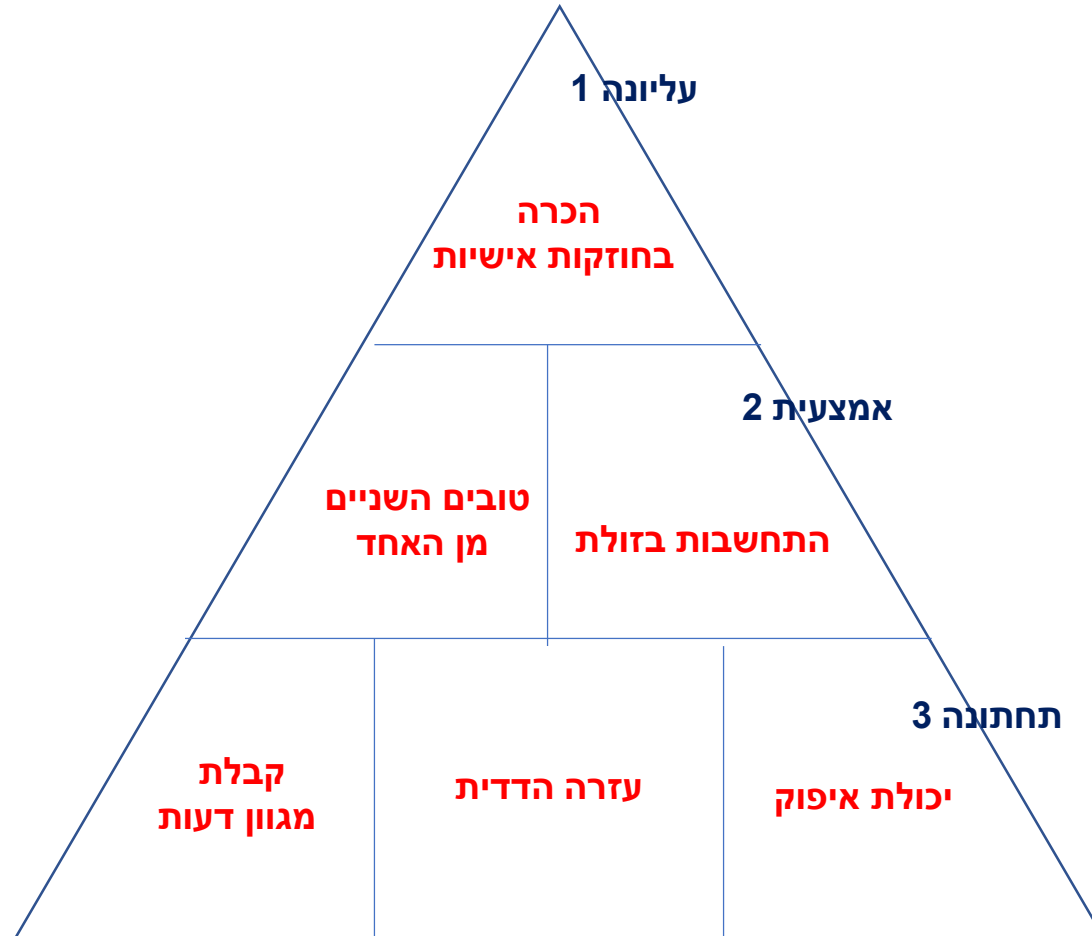 עליונה 1
הכרה
בחוזקות אישיות
אמצעית 2
התחשבות בזולת
טובים השניים
מן האחד
תחתונה 3
יכולת איפוק
עזרה הדדית
קבלת
מגוון דעות